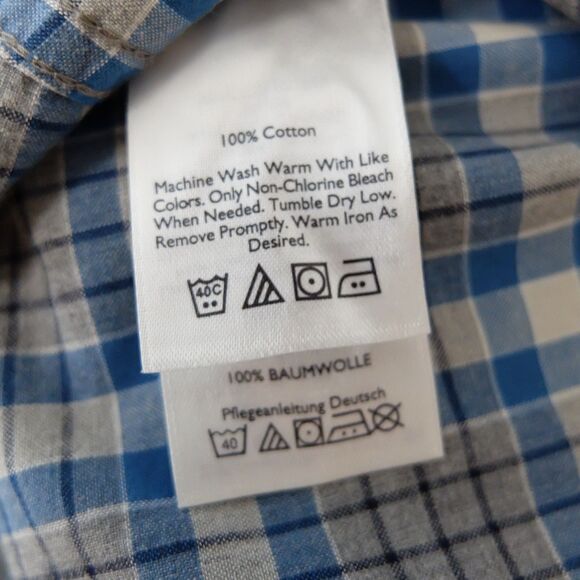 100% Cotton
Machine Wash Warm With Like
Colors. Only Non-Chlorine Bleach
When Needed. Tumble Dry Low.
Remove Promptly. Warm Iron As
Desired.
40C
100% BAUMWOLLE
Pflegeanleitung Deutsch
40